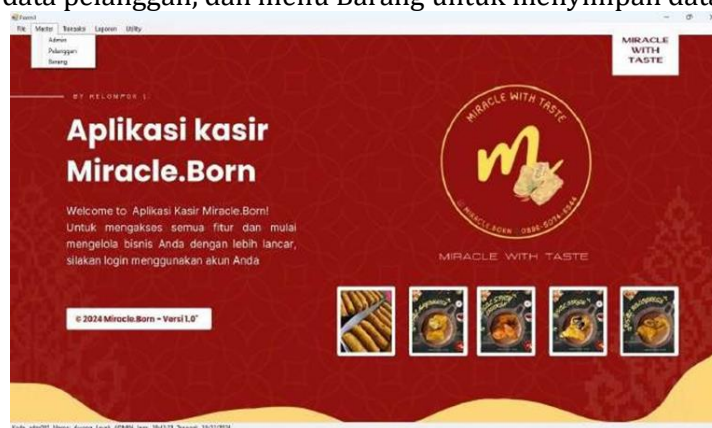 data pelanggan, dan menu Barang untuk menyimpan data
Form1
File Master Transaksi Laporan Utility
Admin
Pelanggan
Barang
MIRACLE
WITH
TASTE
BY KELOMPOK 1
Aplikasi kasir
Miracle.Born
Welcome to Aplikasi Kasir Miracle.Born!
Untuk mengakses semua fitur dan mulai
mengelola bisnis Anda dengan lebih lancar,
silakan login menggunakan akun Anda
© 2024 Miracle.Born - Versi 1.0"
MIRACLE WITH TASTE
m
MIRACLE.BORN
MIRACLE WITH TASTE